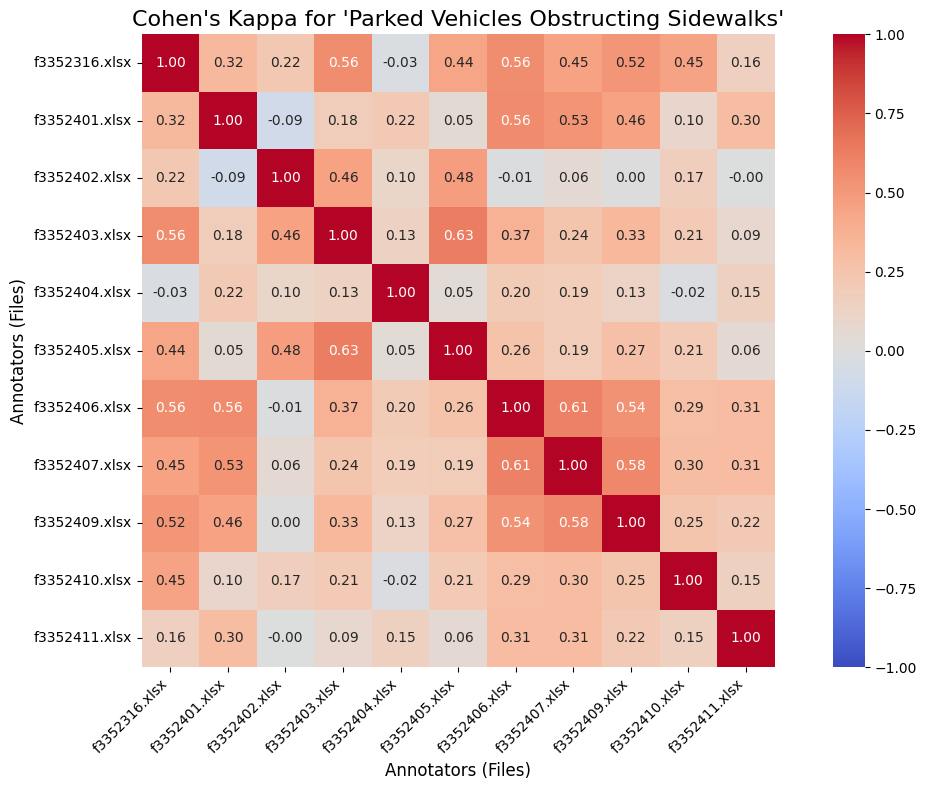 Cohen's Kappa for 'Parked Vehicles Obstructing Sidewalks'
f3352316.xlsx 1.00 0.32 0.22 0.56 -0.03 0.44 0.56 0.45 0.52 0.45 0.16
f3352401.xlsx 0.32 1.00 -0.09 0.18 0.22 0.05 0.56 0.53 0.46 0.10 0.30
f3352402.xlsx 0.22 -0.09 1.00 0.46 0.10 0.48 -0.01 0.06 0.00 0.17 -0.00
f3352403.xlsx 0.56 0.18 0.46 1.00 0.13 0.63 0.37 0.24 0.33 0.21 0.09
f3352404.xlsx -0.03 0.22 0.10 0.13 1.00 0.05 0.20 0.19 0.13 -0.02 0.15
f3352405.xlsx 0.44 0.05 0.48 0.63 0.05 1.00 0.26 0.19 0.27 0.21 0.06
f3352406.xlsx 0.56 0.56 -0.01 0.37 0.20 0.26 1.00 0.61 0.54 0.29 0.31
f3352407.xlsx 0.45 0.53 0.06 0.24 0.19 0.19 0.61 1.00 0.58 0.30 0.31
f3352409.xlsx 0.52 0.46 0.00 0.33 0.13 0.27 0.54 0.58 1.00 0.25 0.22
f3352410.xlsx 0.45 0.10 0.17 0.21 -0.02 0.21 0.29 0.30 0.25 1.00 0.15
f3352411.xlsx 0.16 0.30 -0.00 0.09 0.15 0.06 0.31 0.31 0.22 0.15 1.00
f3352316.xlsx f3352401.xlsx f3352402.xlsx f3352403.xlsx f3352404.xlsx f3352405.xlsx f3352406.xlsx f3352407.xlsx f3352409.xlsx f3352410.xlsx f3352411.xlsx
Annotators (Files)
Annotators (Files)
1.00
0.75
0.50
0.25
0.00
−0.25
−0.50
−0.75
−1.00